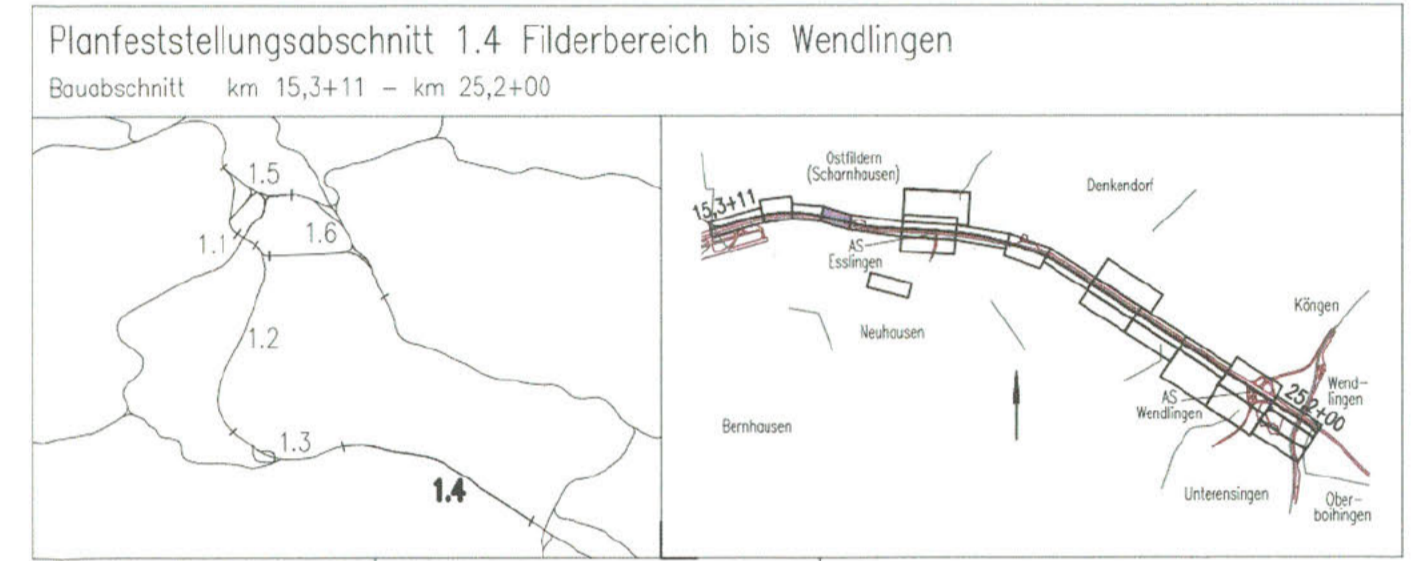 Planfeststellungsabschnitt 1.4 Filderbereich bis Wendlingen
Bauabschnitt km 15,3+11 – km 25,2+00
1.5
1.1
1.6
1.2
1.3
1.4
Ostfildern
(Scharnhausen)
Denkendorf
15,3+11
AS
Esslingen
Neuhausen
Köngen
Wend-
lingen
AS
Wendlingen
25,2+00
Bernhausen
Unterensingen
Ober-
boihingen